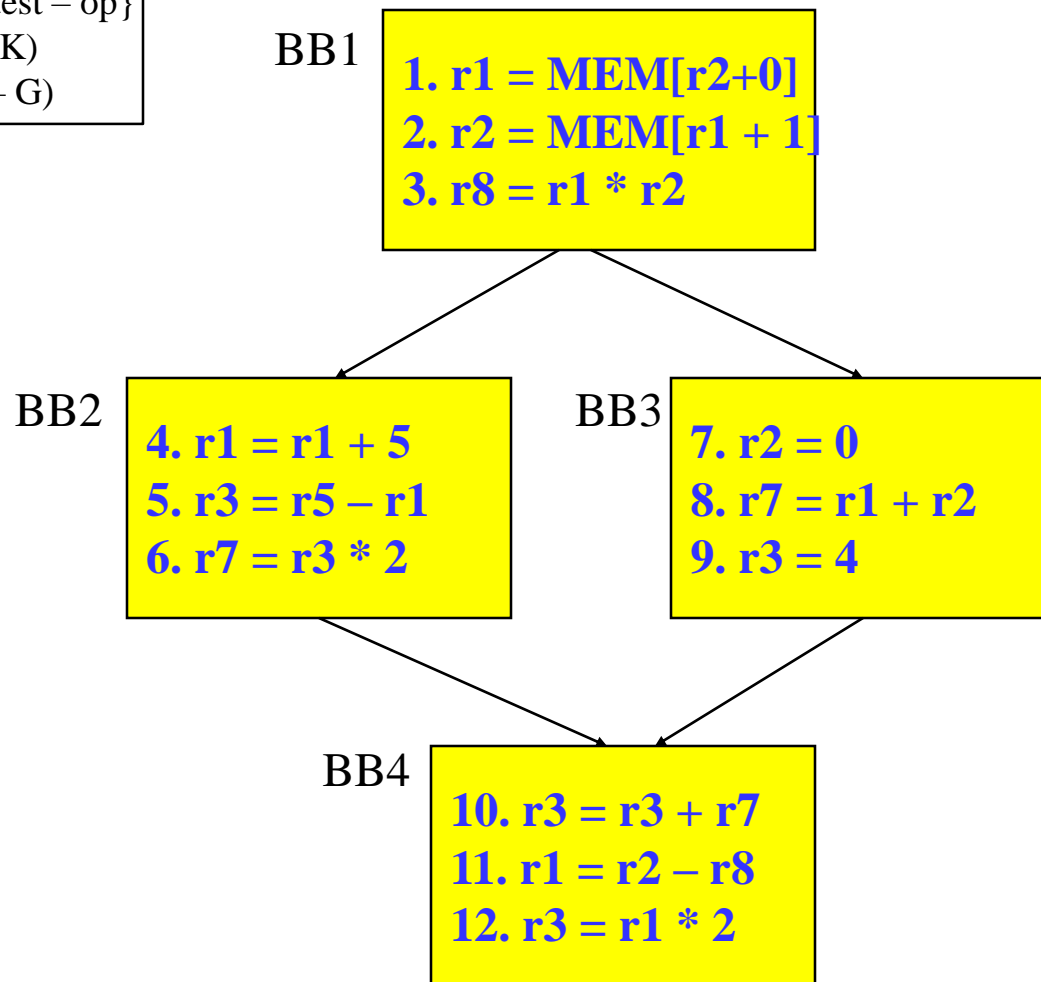 est – op}
K)
– G)
BB1
1. r1 = MEM[r2+0]
2. r2 = MEM[r1 + 1]
3. r8 = r1 * r2
BB2
4. r1 = r1 + 5
5. r3 = r5 – r1
6. r7 = r3 * 2
BB3
7. r2 = 0
8. r7 = r1 + r2
9. r3 = 4
BB4
10. r3 = r3 + r7
11. r1 = r2 – r8
12. r3 = r1 * 2